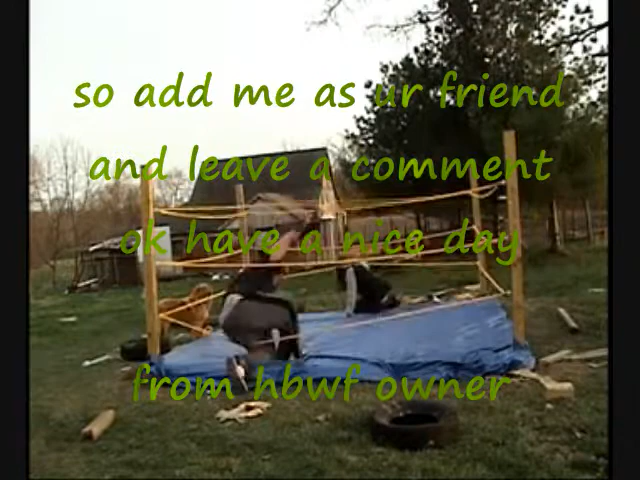 so add me as ur friend
and leave a comment
ok have a nice day
from hbwf owner